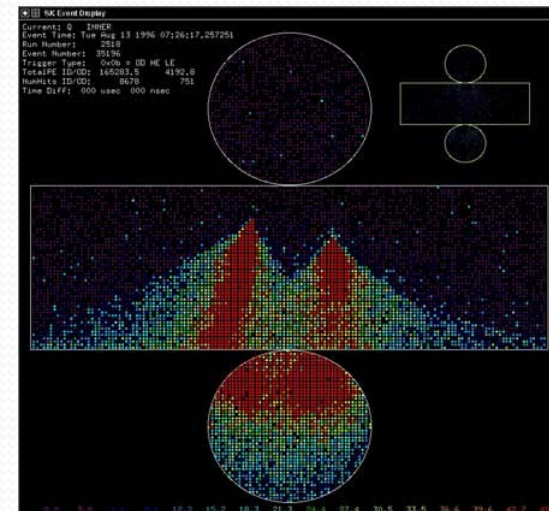 SK Event Display
Current: Q INNER
Event Time: Tue Aug 13 1996 07:26:17.257251
Run Number: 2518
Event Number: 35196
Trigger Type: 0x0b = OD HE LE
TotalPE ID/OD: 165283.5 4192.8
NumHits ID/OD: 8678 751
Time Diff: 000 usec 000 nsec
12.2 15.2 18.3 21.3 24.4 27.4 30.5 33.5 36.6 39.6 42.7